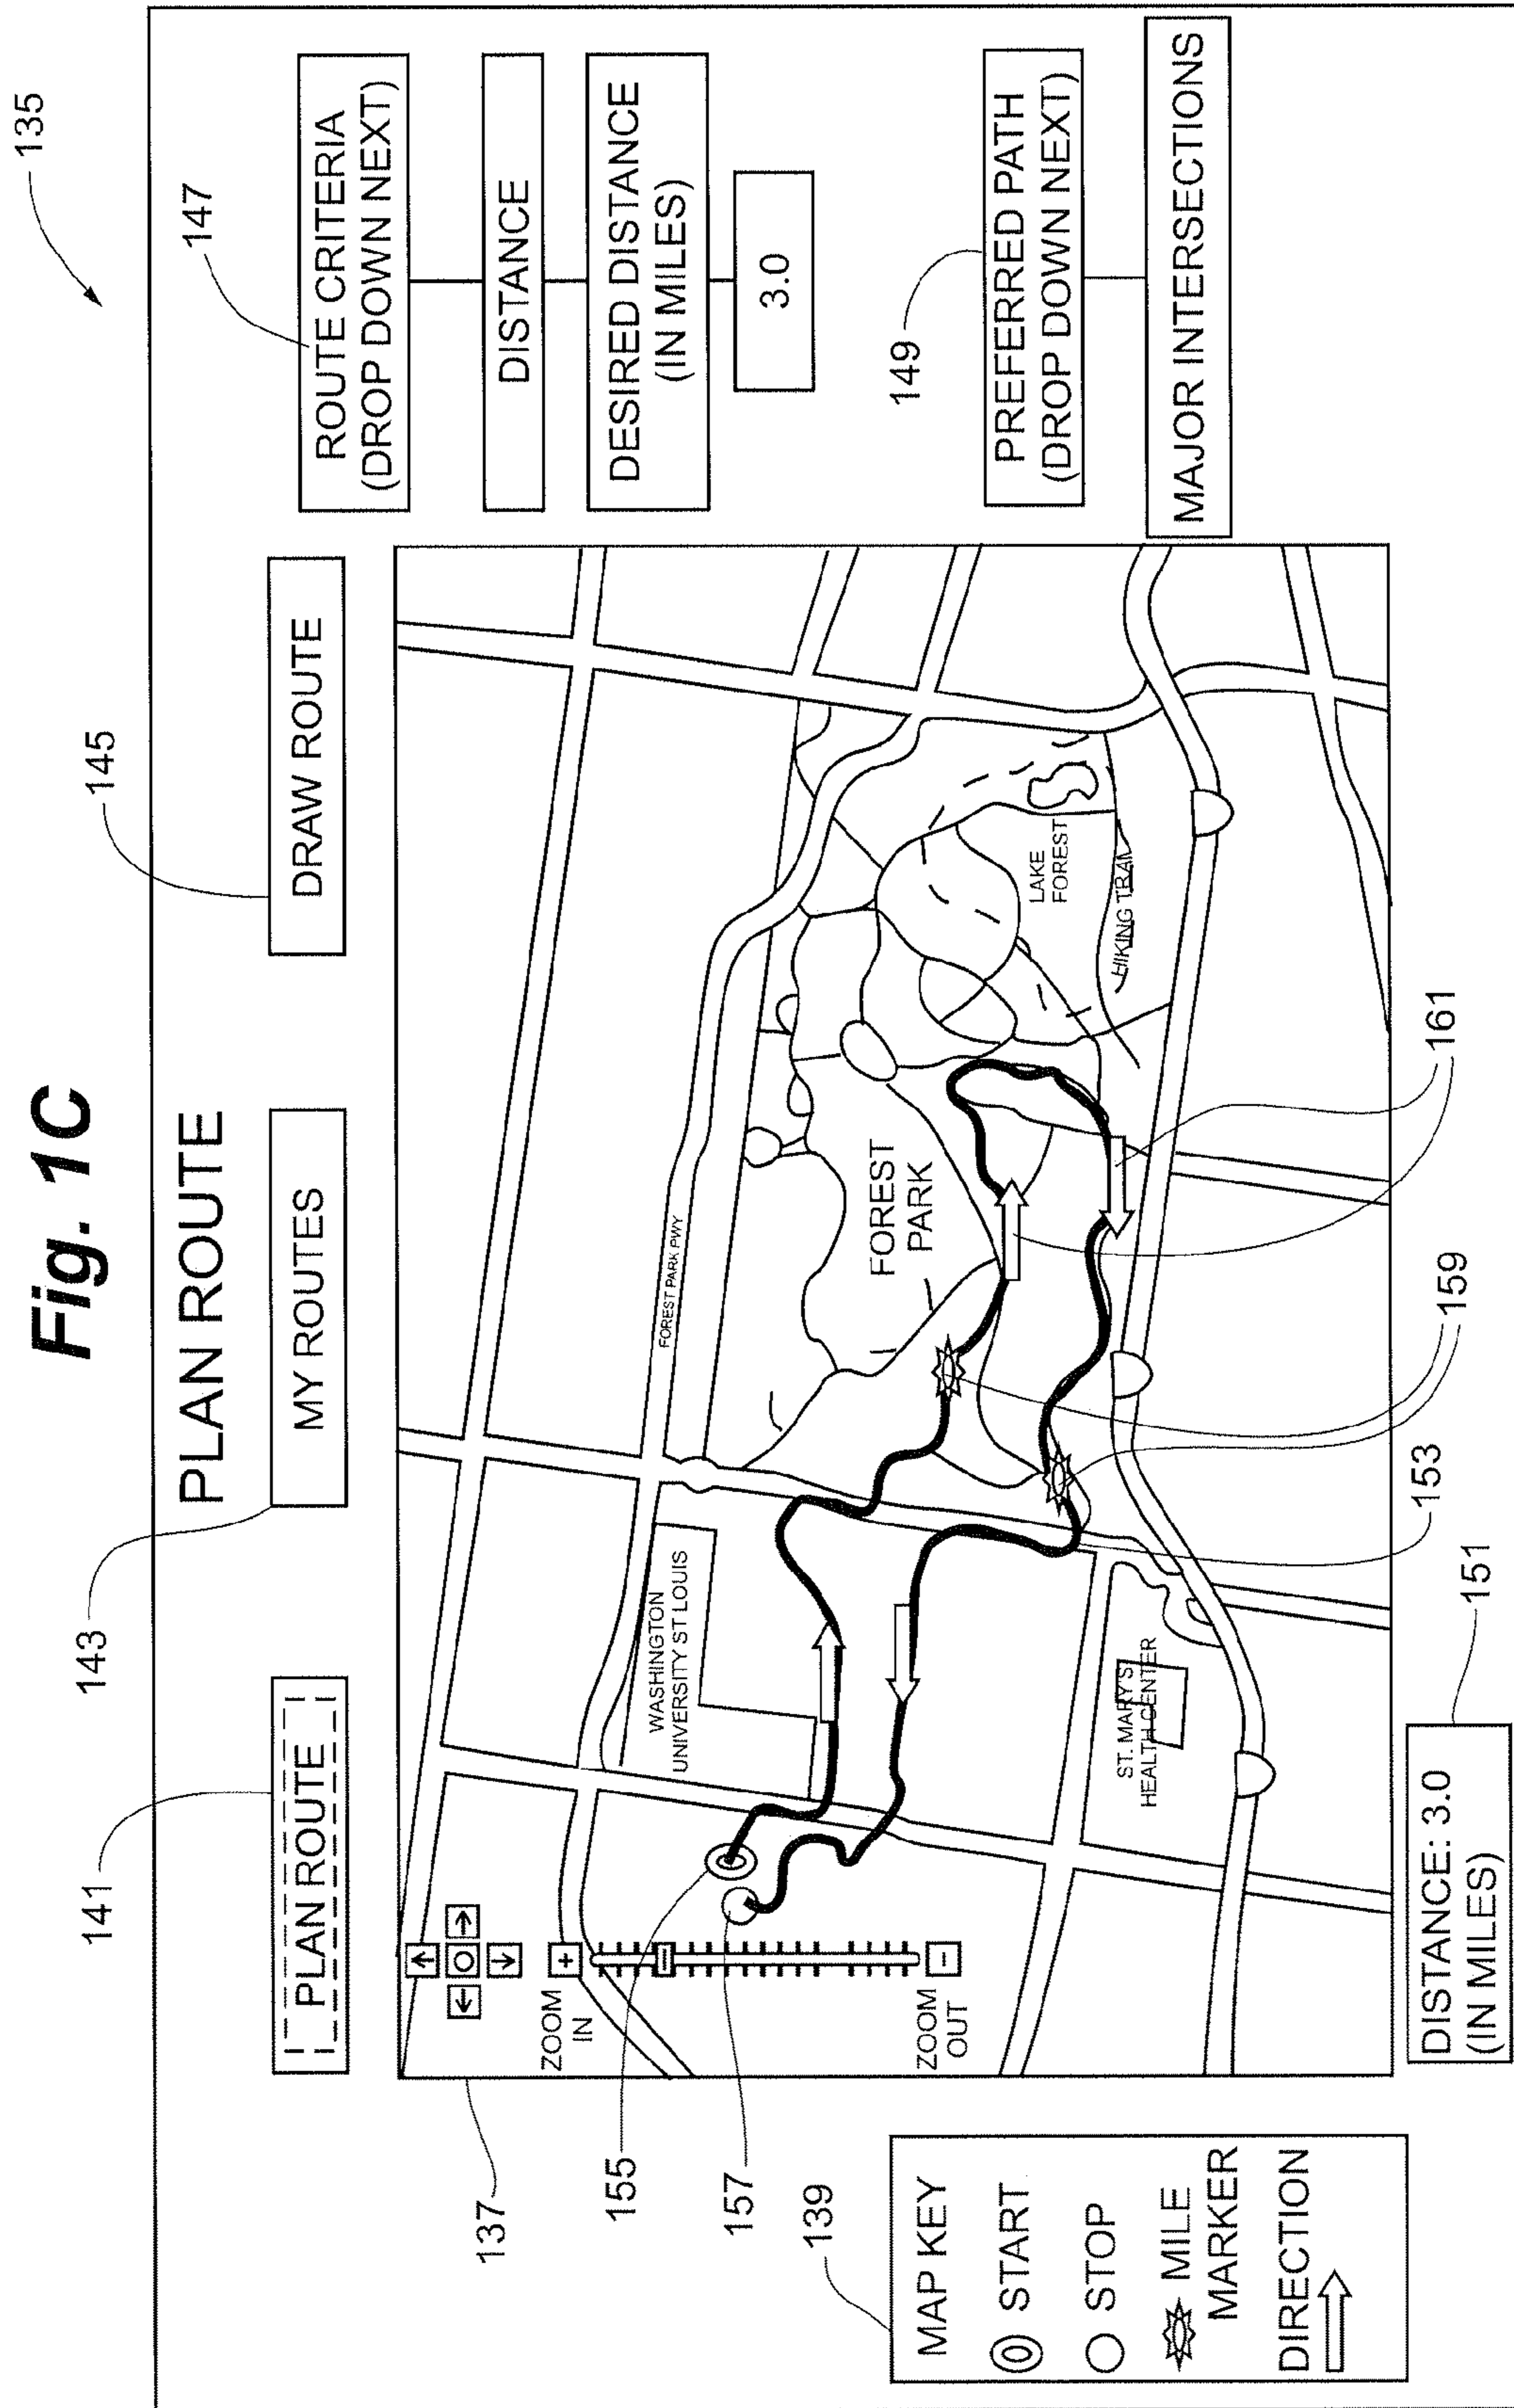 Fig. 1C
135
PLAN ROUTE
141
143
145
147
PLAN ROUTE
MY ROUTES
DRAW ROUTE
ROUTE CRITERIA
(DROP DOWN NEXT)
DISTANCE
DESIRED DISTANCE
(IN MILES)
3.0
149
PREFERRED PATH
(DROP DOWN NEXT)
MAJOR INTERSECTIONS
137
ZOOM
IN
+
ZOOM
OUT
-
155
157
139
FOREST PARK PWY
WASHINGTON
UNIVERSITY ST LOUIS
FOREST
PARK
LAKE
FOREST
HIKING TRAIL
ST. MARY'S
HEALTH CENTER
MAP KEY
START
STOP
MILE
MARKER
DIRECTION
DISTANCE: 3.0
(IN MILES)
151
153
159
161